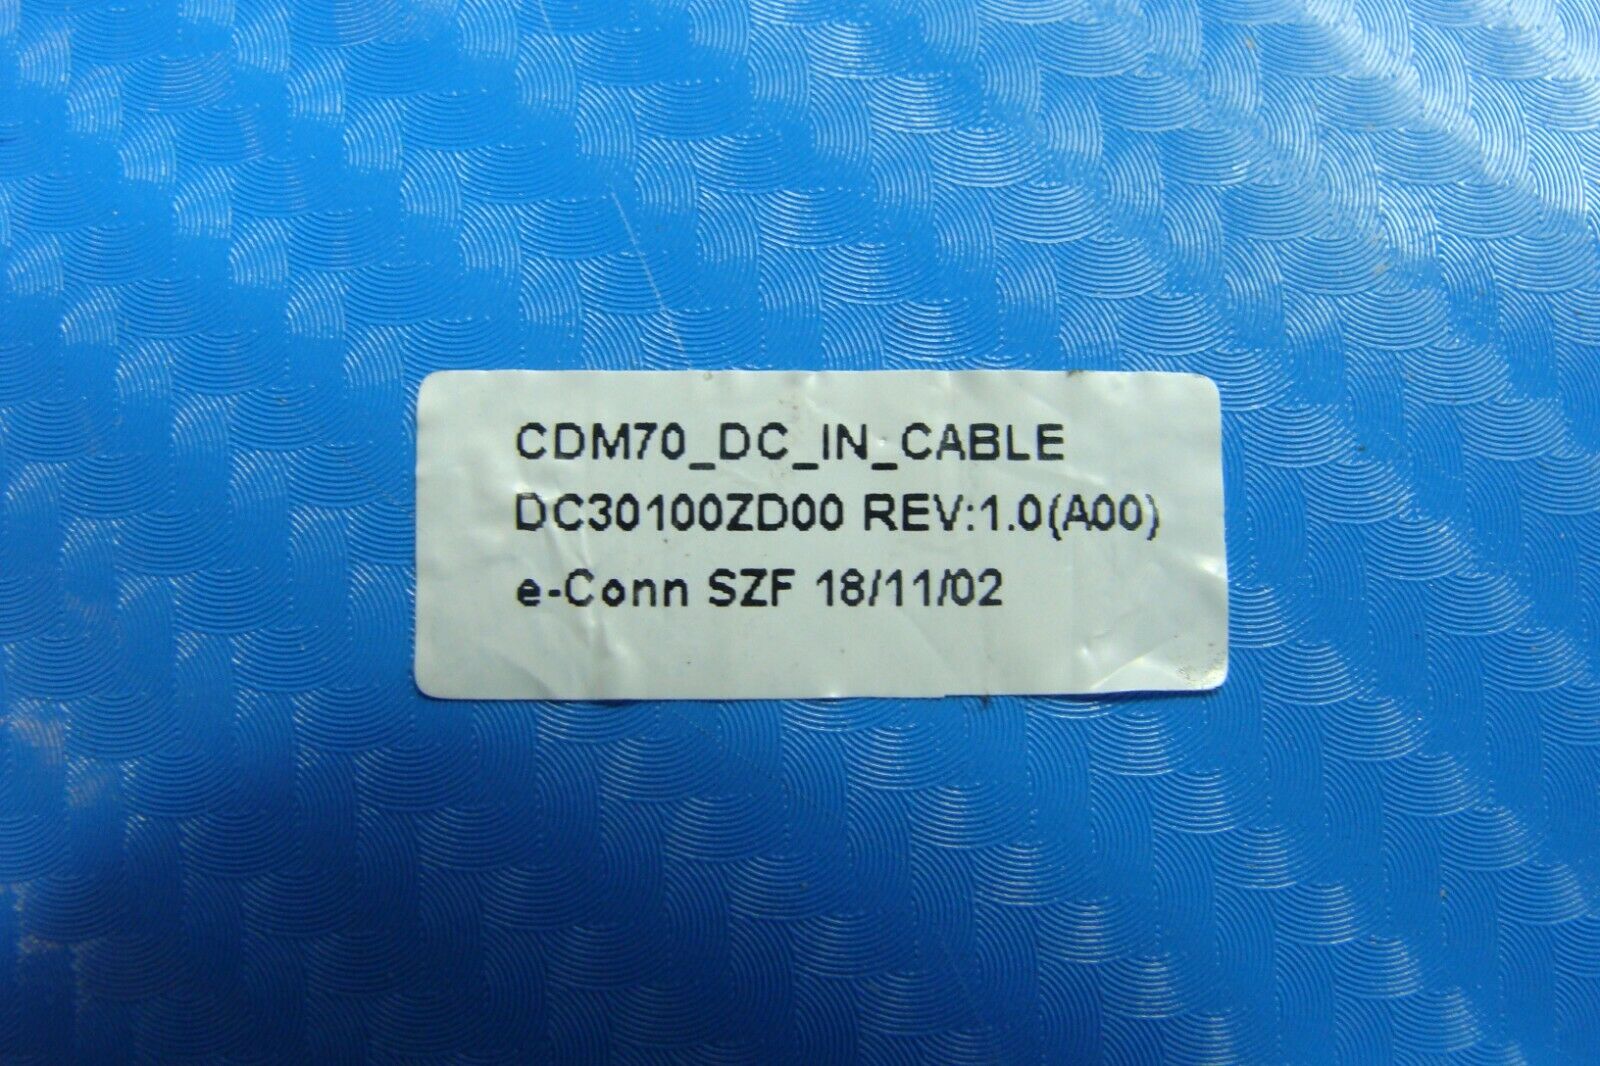 CDM70_DC_IN_CABLE
DC30100ZD00 REV:1.0(A00)
e-Conn SZF 18/11/02